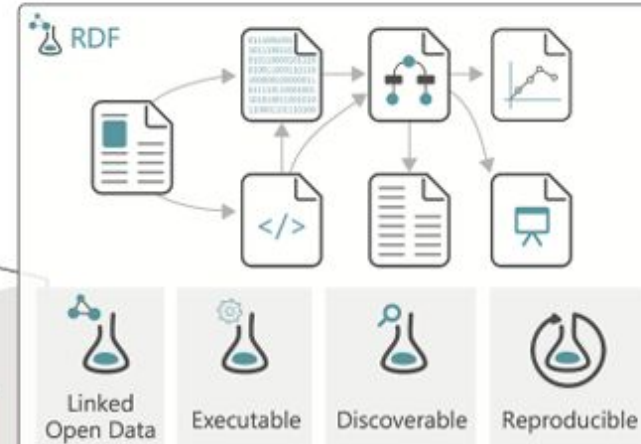 RDF
</>
Linked
Open Data
Executable
Discoverable
Reproducible